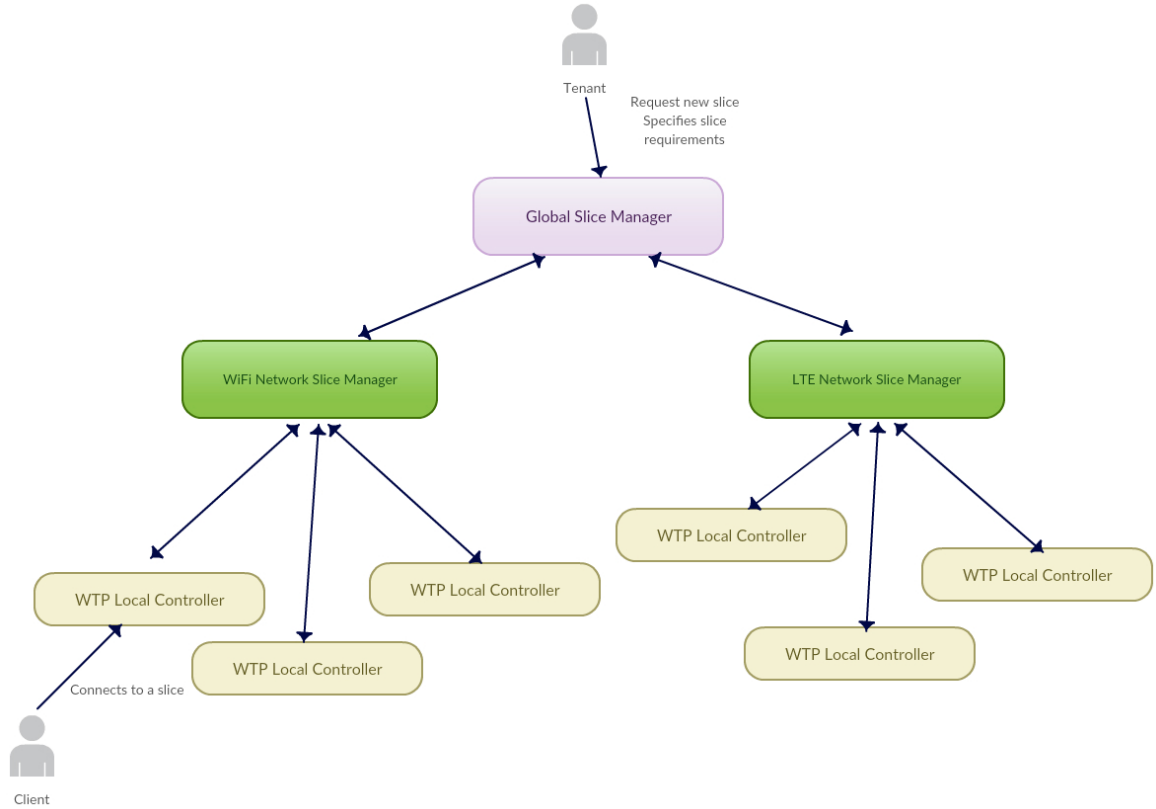 Tenant
Request new slice
Specifies slice
requirements
Global Slice Manager
WiFi Network Slice Manager
LTE Network Slice Manager
WTP Local Controller
WTP Local Controller
WTP Local Controller
WTP Local Controller
WTP Local Controller
WTP Local Controller
Connects to a slice
Client